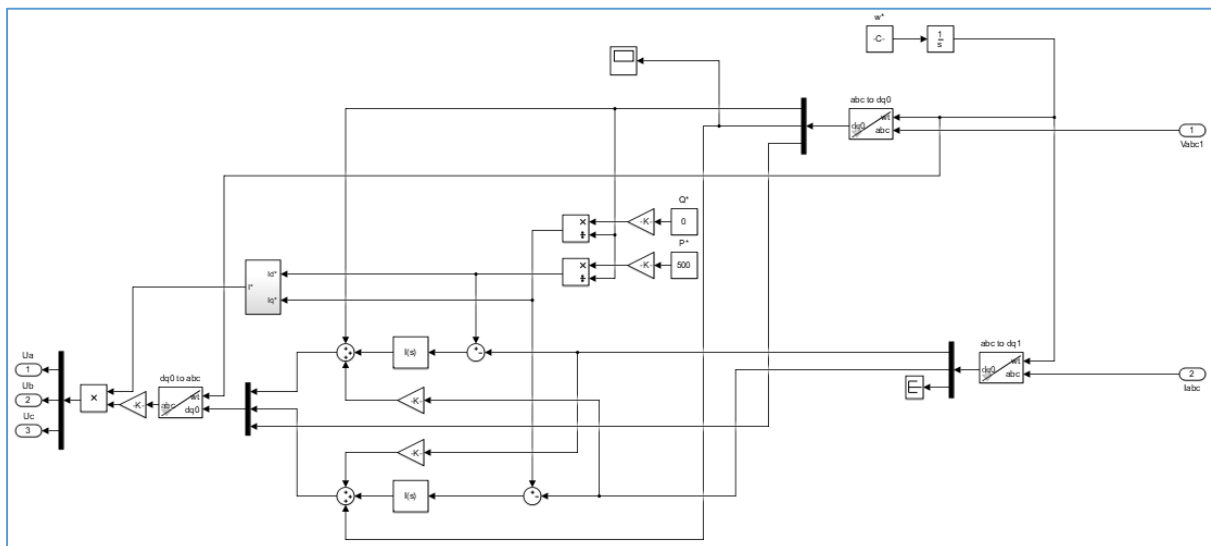 w*
-C-
1
s
abc to dq0
dq0
wt
abc
1
Vabc1
Q*
-K-
0
×
÷
P*
-K-
500
×
÷
Id*
I*
Iq*
abc to dq1
dq0
wt
abc
2
Iabc
+
+
+
I(s)
+
-
Ua
1
Ub
2
Uc
3
×
-K-
dq0 to abc
abc
wt
dq0
-K-
-K-
+
+
+
I(s)
+
-